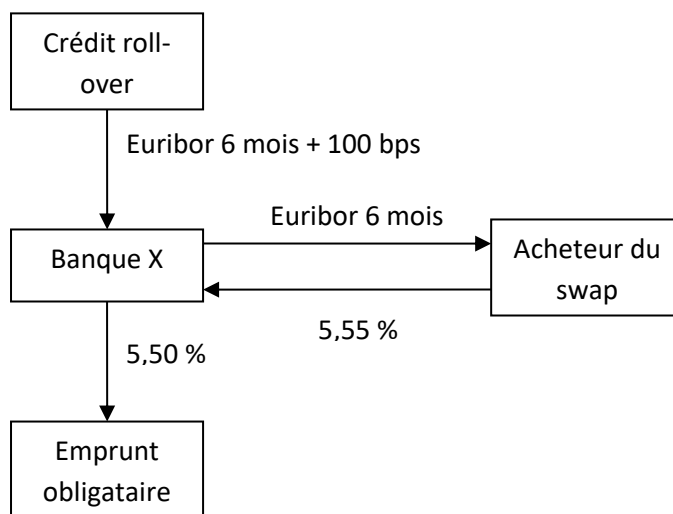 Crédit roll-
over
Euribor 6 mois + 100 bps
Euribor 6 mois
Banque X
Acheteur du
swap
5,55 %
5,50 %
Emprunt
obligataire